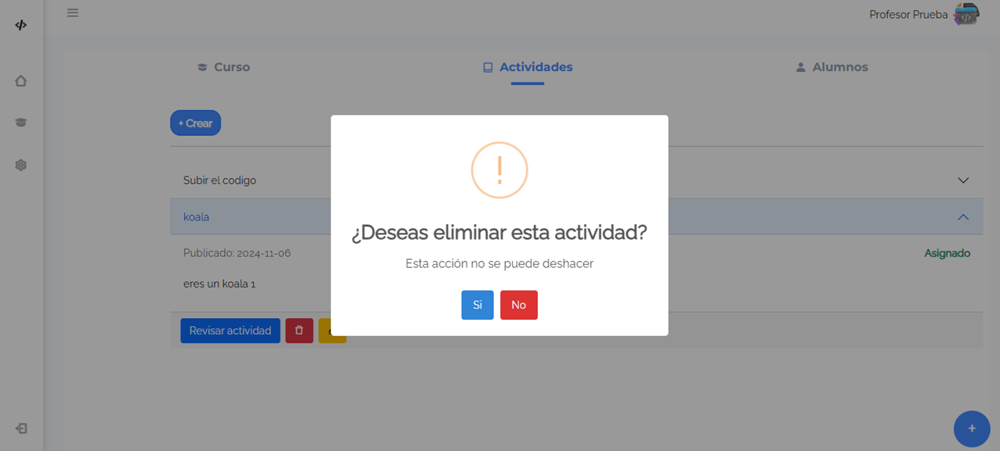 Profesor Prueba
Curso
Actividades
Alumnos
+ Crear
Subir el codigo
koala
Publicado: 2024-11-06
Asignado
eres un koala 1
Revisar actividad
¿Deseas eliminar esta actividad?
Esta acción no se puede deshacer
Si
No